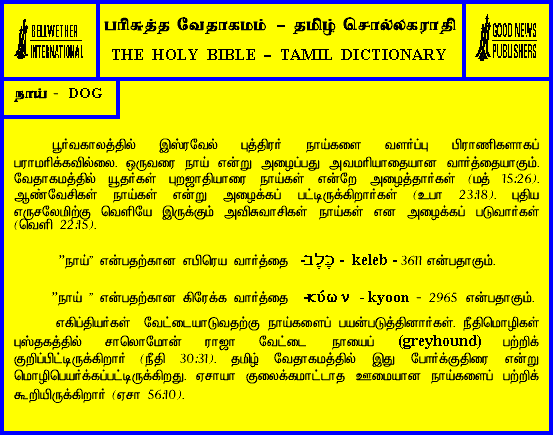 BELLWETHER
INTERNATIONAL
பரிசுத்த வேதாகமம் – தமிழ் சொல்லகராதி
THE HOLY BIBLE – TAMIL DICTIONARY
GOOD NEWS
PUBLISHERS
நாய் - DOG
பூர்வகாலத்தில் இஸ்ரவேல் புத்திரர் நாய்களை வளர்ப்பு பிராணிகளாகப்
பராமரிக்கவில்லை. ஒருவரை நாய் என்று அழைப்பது அவமரியாதையான வார்த்தையாகும்.
வேதாகமத்தில் யூதர்கள் புறஜாதியாரை நாய்கள் என்றே அழைத்தார்கள் (மத் 15:26).
ஆண்வேசிகள் நாய்கள் என்று அழைக்கப் பட்டிருக்கிறார்கள் (உபா 23:18). புதிய
எருசலேமிற்கு வெளியே இருக்கும் அவிசுவாசிகள் நாய்கள் என அழைக்கப் படுவார்கள்
(வெளி 22:15).
”நாய்” என்பதற்கான எபிரெய வார்த்தை -כֶּלֶב - keleb - 3611 என்பதாகும்.
”நாய் ” என்பதற்கான கிரேக்க வார்த்தை -κύων - kyoon - 2965 என்பதாகும்.
எகிப்தியர்கள் வேட்டையாடுவதற்கு நாய்களைப் பயன்படுத்தினார்கள். நீதிமொழிகள்
புஸ்தகத்தில் சாலொமோன் ராஜா வேட்டை நாயைப் (greyhound) பற்றிக்
குறிப்பிட்டிருக்கிறார் (நீதி 30:31). தமிழ் வேதாகமத்தில் இது போர்க்குதிரை என்று
மொழிபெயர்க்கப்பட்டிருக்கிறது. ஏசாயா குலைக்கமாட்டாத ஊமையான நாய்களைப் பற்றிக்
கூறியிருக்கிறார் (ஏசா 56:10).